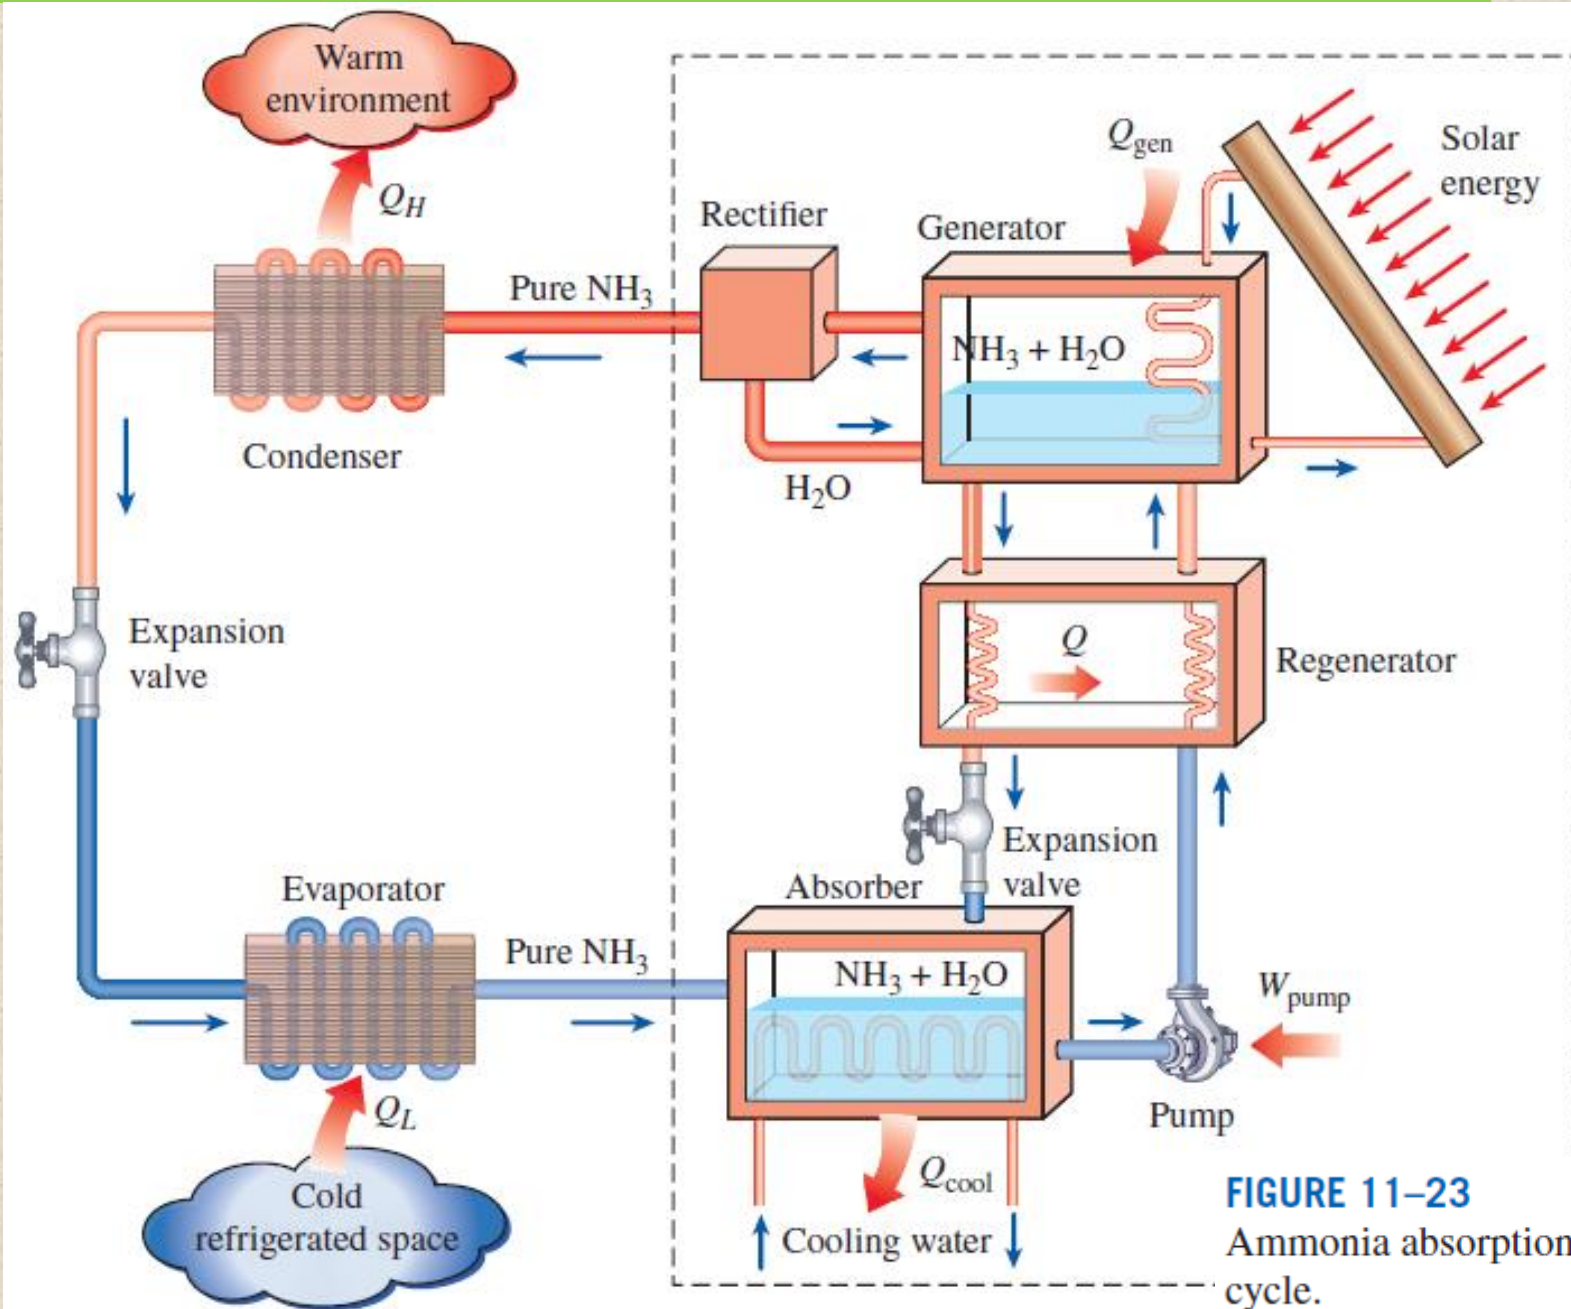 Warm
environment
Q_H
Q_gen
Solar
energy
Rectifier
Generator
Pure NH₃
NH₃ + H₂O
Condenser
H₂O
Expansion
valve
Q
Regenerator
Expansion
valve
Absorber
Evaporator
Pure NH₃
NH₃ + H₂O
W_pump
Pump
Q_L
Q_cool
Cold
refrigerated space
Cooling water
FIGURE 11–23
Ammonia absorption
cycle.